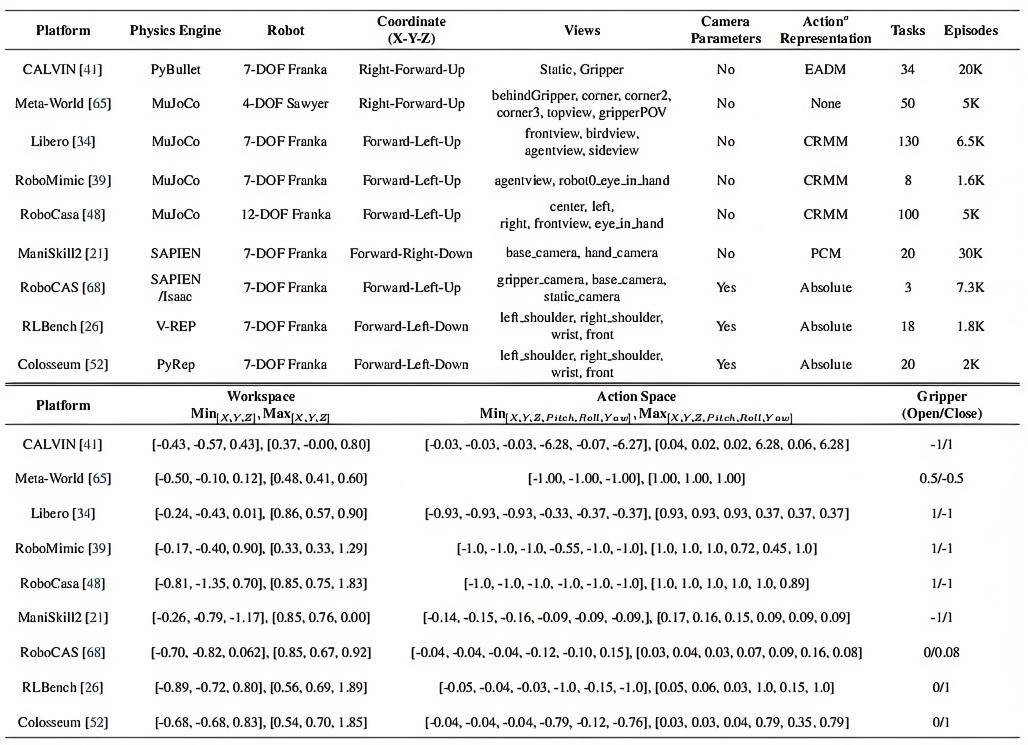 Platform Physics Engine Robot Coordinate (X-Y-Z) Views Camera Parameters Actionᵃ Representation Tasks Episodes
CALVIN [41] PyBullet 7-DOF Franka Right-Forward-Up Static, Gripper No EADM 34 20K
Meta-World [65] MuJoCo 4-DOF Sawyer Right-Forward-Up behindGripper, corner, corner2, corner3, topview, gripperPOV No None 50 5K
Libero [34] MuJoCo 7-DOF Franka Forward-Left-Up frontview, birdview, agentview, sideview No CRMM 130 6.5K
RoboMimic [39] MuJoCo 7-DOF Franka Forward-Left-Up agentview, robot0_eye_in_hand No CRMM 8 1.6K
RoboCasa [48] MuJoCo 12-DOF Franka Forward-Left-Up center, left, right, frontview, eye_in_hand No CRMM 100 5K
ManiSkill2 [21] SAPIEN 7-DOF Franka Forward-Right-Down base_camera, hand_camera No PCM 20 30K
RoboCAS [68] SAPIEN /Isaac 7-DOF Franka Forward-Left-Up gripper_camera, base_camera, static_camera Yes Absolute 3 7.3K
RLBench [26] V-REP 7-DOF Franka Forward-Left-Down left_shoulder, right_shoulder, wrist, front Yes Absolute 18 1.8K
Colosseum [52] PyRep 7-DOF Franka Forward-Left-Down left_shoulder, right_shoulder, wrist, front Yes Absolute 20 2K
Platform Workspace Min[X,Y,Z], Max[X,Y,Z] Action Space Min[X,Y,Z,Pitch,Roll,Yaw], Max[X,Y,Z,Pitch,Roll,Yaw] Gripper (Open/Close)
CALVIN [41] [-0.43, -0.57, 0.43], [0.37, -0.00, 0.80] [-0.03, -0.03, -0.03, -6.28, -0.07, -6.27], [0.04, 0.02, 0.02, 6.28, 0.06, 6.28] -1/1
Meta-World [65] [-0.50, -0.10, 0.12], [0.48, 0.41, 0.60] [-1.00, -1.00, -1.00], [1.00, 1.00, 1.00] 0.5/-0.5
Libero [34] [-0.24, -0.43, 0.01], [0.86, 0.57, 0.90] [-0.93, -0.93, -0.93, -0.33, -0.37, -0.37], [0.93, 0.93, 0.93, 0.37, 0.37, 0.37] 1/-1
RoboMimic [39] [-0.17, -0.40, 0.90], [0.33, 0.33, 1.29] [-1.0, -1.0, -1.0, -0.55, -1.0, -1.0], [1.0, 1.0, 1.0, 0.72, 0.45, 1.0] 1/-1
RoboCasa [48] [-0.81, -1.35, 0.70], [0.85, 0.75, 1.83] [-1.0, -1.0, -1.0, -1.0, -1.0, -1.0], [1.0, 1.0, 1.0, 1.0, 1.0, 0.89] 1/-1
ManiSkill2 [21] [-0.26, -0.79, -1.17], [0.85, 0.76, 0.00] [-0.14, -0.15, -0.16, -0.09, -0.09, -0.09,], [0.17, 0.16, 0.15, 0.09, 0.09, 0.09] -1/1
RoboCAS [68] [-0.70, -0.82, 0.062], [0.85, 0.67, 0.92] [-0.04, -0.04, -0.04, -0.12, -0.10, 0.15], [0.03, 0.04, 0.03, 0.07, 0.09, 0.16, 0.08] 0/0.08
RLBench [26] [-0.89, -0.72, 0.80], [0.56, 0.69, 1.89] [-0.05, -0.04, -0.03, -1.0, -0.15, -1.0], [0.05, 0.06, 0.03, 1.0, 0.15, 1.0] 0/1
Colosseum [52] [-0.68, -0.68, 0.83], [0.54, 0.70, 1.85] [-0.04, -0.04, -0.04, -0.79, -0.12, -0.76], [0.03, 0.03, 0.04, 0.79, 0.35, 0.79] 0/1